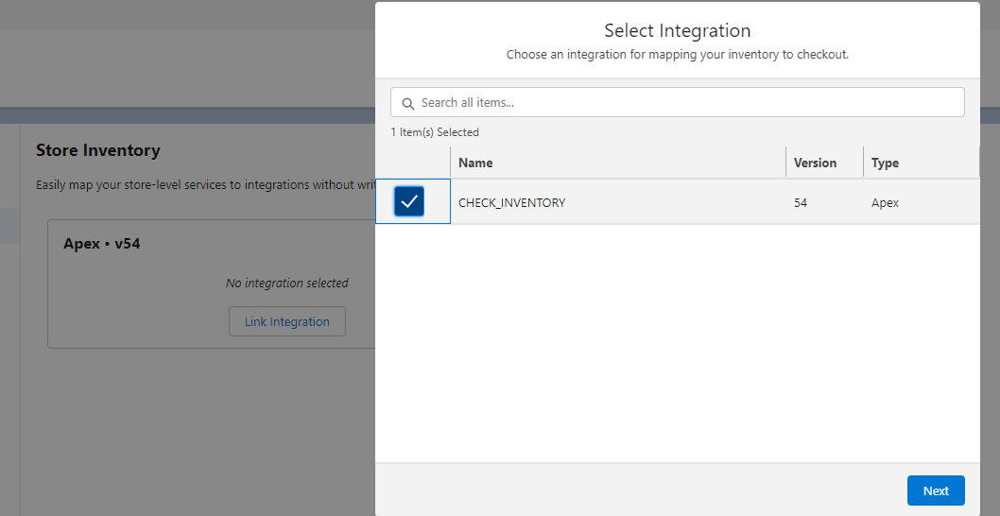 Select Integration
Choose an integration for mapping your inventory to checkout.
Search all items...
1 Item(s) Selected
Name Version Type
CHECK_INVENTORY 54 Apex
Next
Store Inventory
Easily map your store-level services to integrations without
Apex • v54
No integration selected
Link Integration